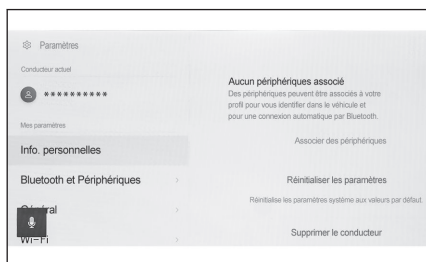 Paramètres
Conducteur actuel
**********
Mes paramètres
Info. personnelles
Bluetooth et Périphériques
Général
Wi-Fi
Aucun périphériques associé
Des périphériques peuvent être associés à votre
profil pour vous identifier dans le véhicule et
pour une connexion automatique par Bluetooth.
Associer des périphériques
Réinitialiser les paramètres
Réinitialise les paramètres système aux valeurs par défaut.
Supprimer le conducteur